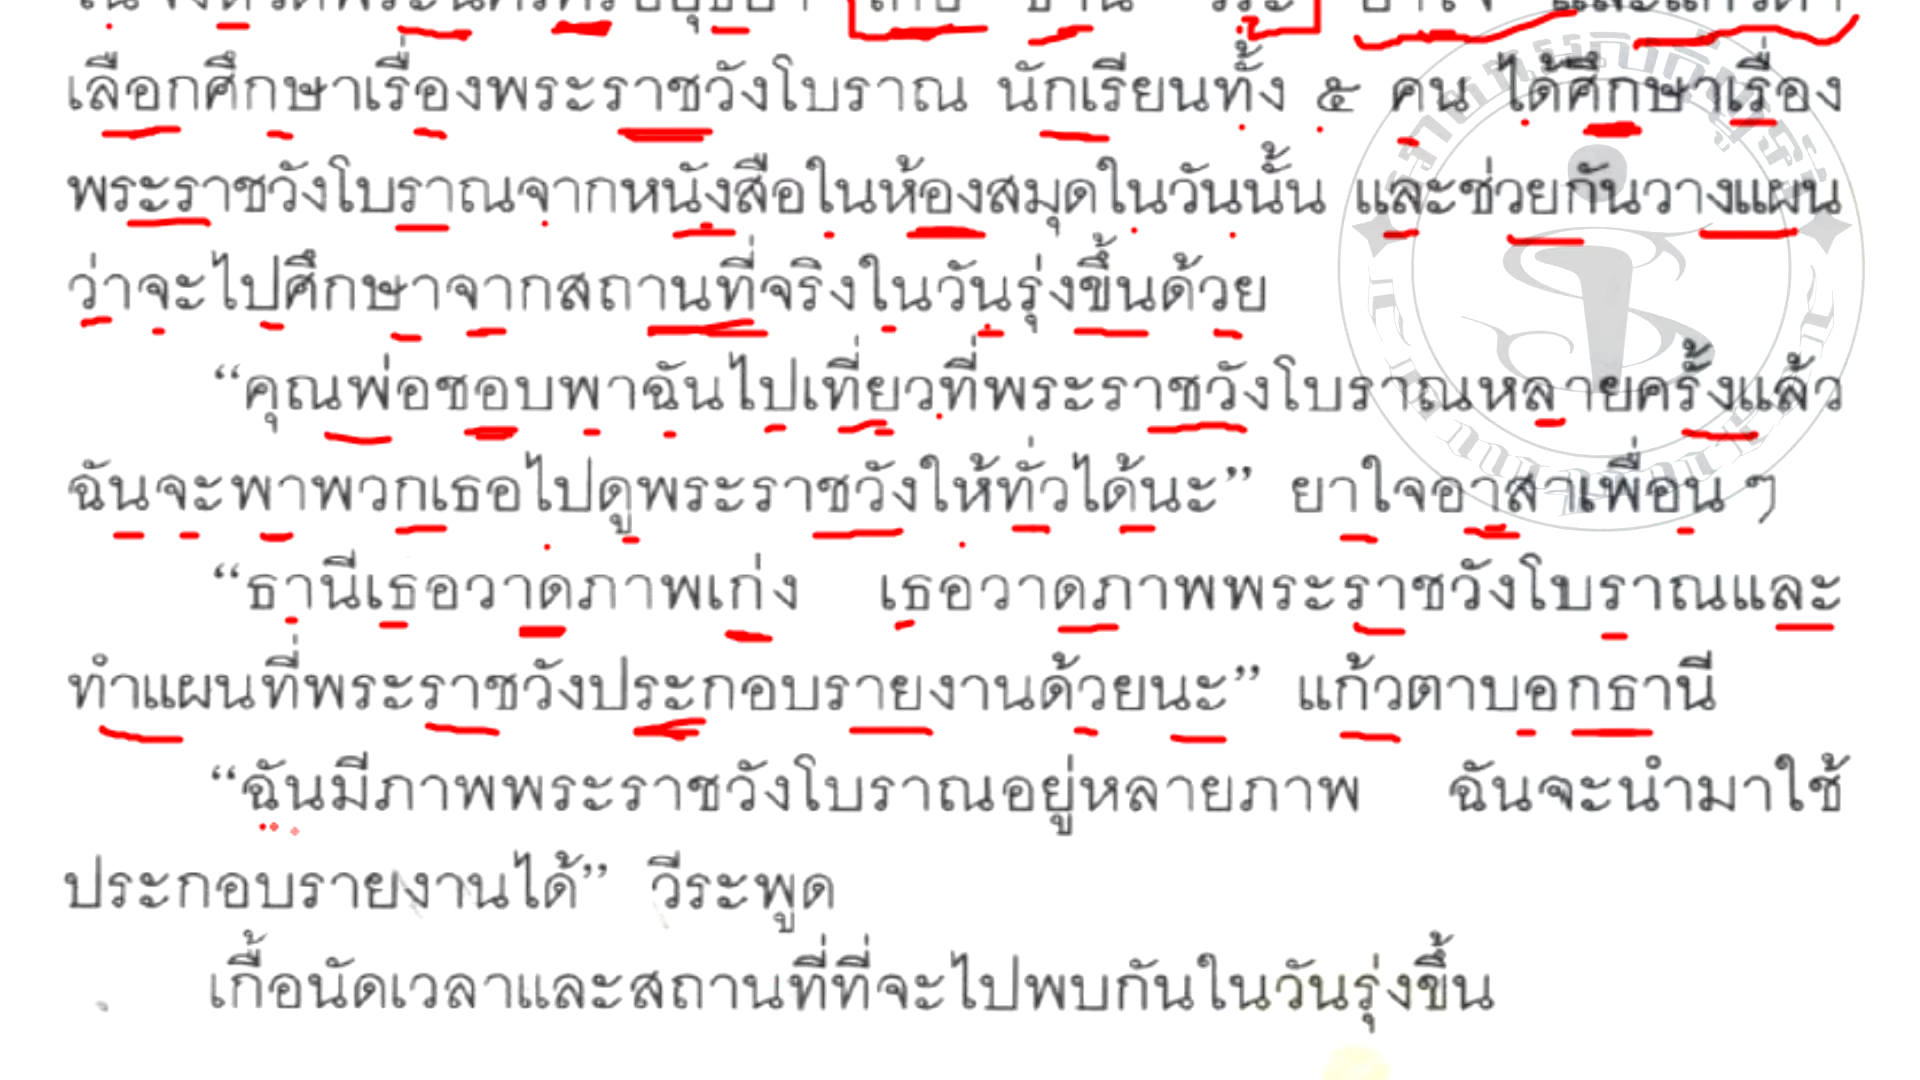 เลือกศึกษาเรื่องพระราชวังโบราณ นักเรียนทั้ง ๕ คน ได้ศึกษาเรื่อง
พระราชวังโบราณจากหนังสือในห้องสมุดในวันนั้น และช่วยกันวางแผน
ว่าจะไปศึกษาจากสถานที่จริงในวันรุ่งขึ้นด้วย
“คุณพ่อชอบพาฉันไปเที่ยวที่พระราชวังโบราณหลายครั้งแล้ว
ฉันจะพาพวกเธอไปดูพระราชวังให้ทั่วได้นะ” ยาใจอาสาเพื่อน ๆ
“ธานีเธอวาดภาพเก่ง เธอวาดภาพพระราชวังโบราณและ
ทำแผนที่พระราชวังประกอบรายงานด้วยนะ” แก้วตาบอกธานี
“ฉันมีภาพพระราชวังโบราณอยู่หลายภาพ ฉันจะนำมาใช้
ประกอบรายงานได้” วีระพูด
เกื้อนัดเวลาและสถานที่ที่จะไปพบกันในวันรุ่งขึ้น